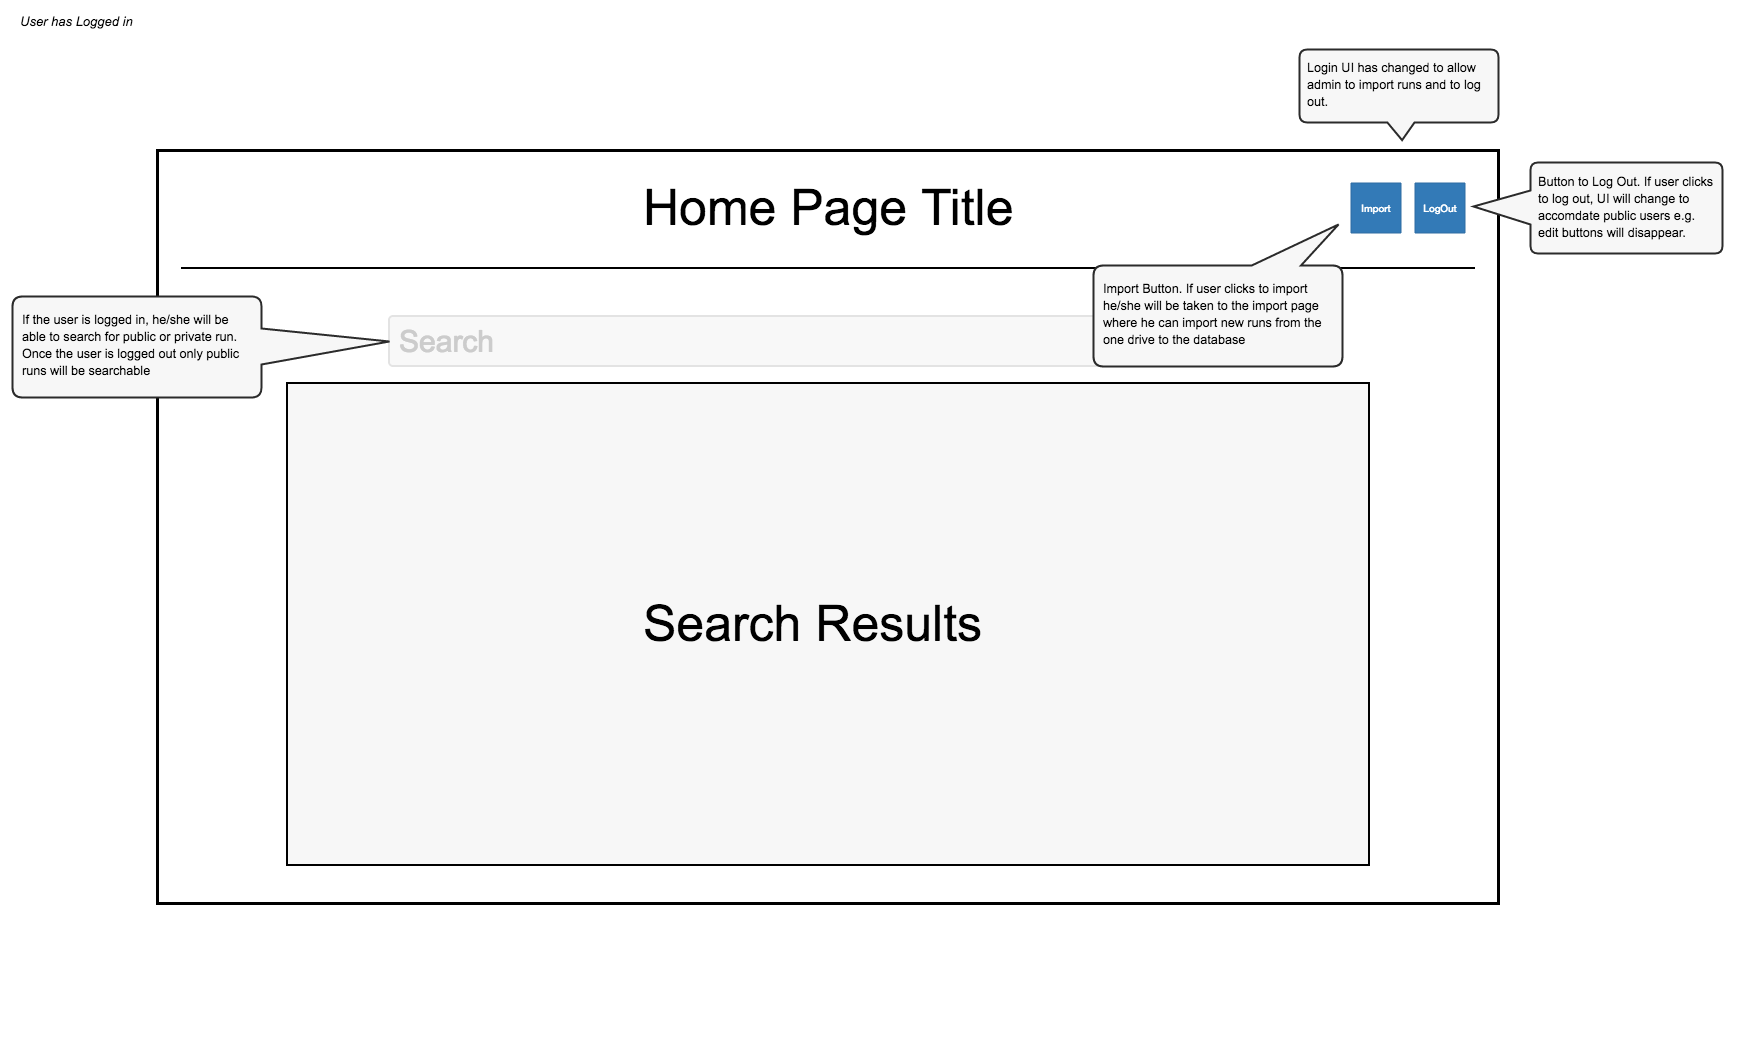 User has Logged in
Login UI has changed to allow
admin to import runs and to log
out.
Home Page Title
Import
LogOut
Button to Log Out. If user clicks
to log out, UI will change to
accomdate public users e.g.
edit buttons will disappear.
Import Button. If user clicks to import
he/she will be taken to the import page
where he can import new runs from the
one drive to the database
If the user is logged in, he/she will be
able to search for public or private run.
Once the user is logged out only public
runs will be searchable
Search
Search Results